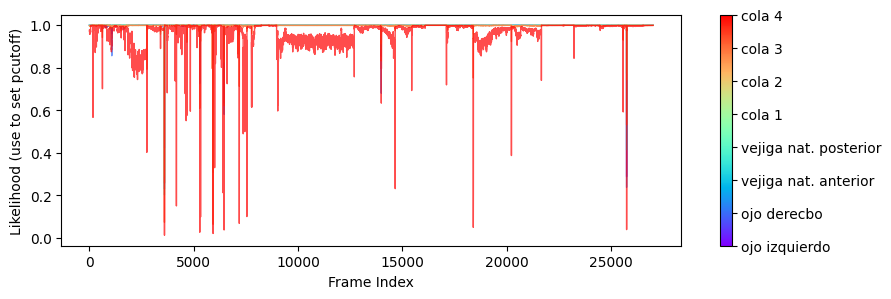 Likelihood (use to set pcutoff)
1.0
0.8
0.6
0.4
0.2
0.0
0 5000 10000 15000 20000 25000
Frame Index
cola 4
cola 3
cola 2
cola 1
vejiga nat. posterior
vejiga nat. anterior
ojo derecbo
ojo izquierdo